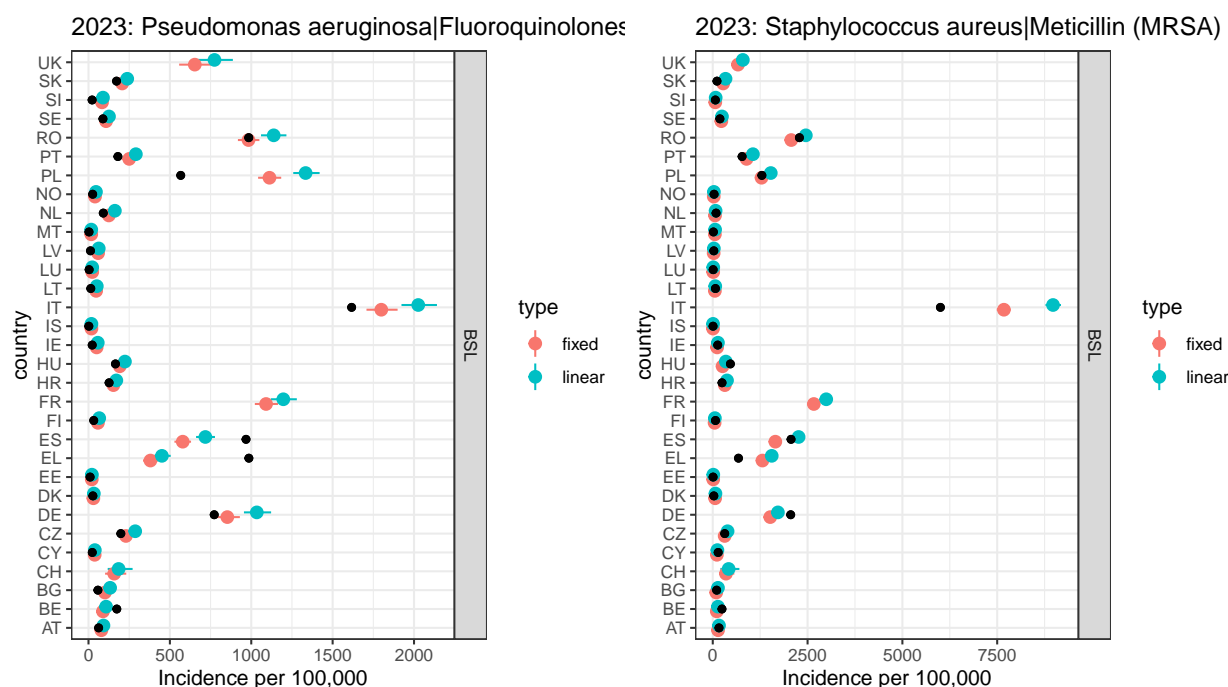 2023: Pseudomonas aeruginosa|Fluoroquinolones
UK
SK
SI
SE
RO
PT
PL
NO
NL
MT
LV
LU
LT
IT
IS
IE
HU
HR
FR
FI
ES
EL
EE
DK
DE
CZ
CY
CH
BG
BE
AT
country
0 500 1000 1500 2000
Incidence per 100,000
BSL
type
fixed
linear
2023: Staphylococcus aureus|Meticillin (MRSA)
UK
SK
SI
SE
RO
PT
PL
NO
NL
MT
LV
LU
LT
IT
IS
IE
HU
HR
FR
FI
ES
EL
EE
DK
DE
CZ
CY
CH
BG
BE
AT
country
0 2500 5000 7500
Incidence per 100,000
BSL
type
fixed
linear